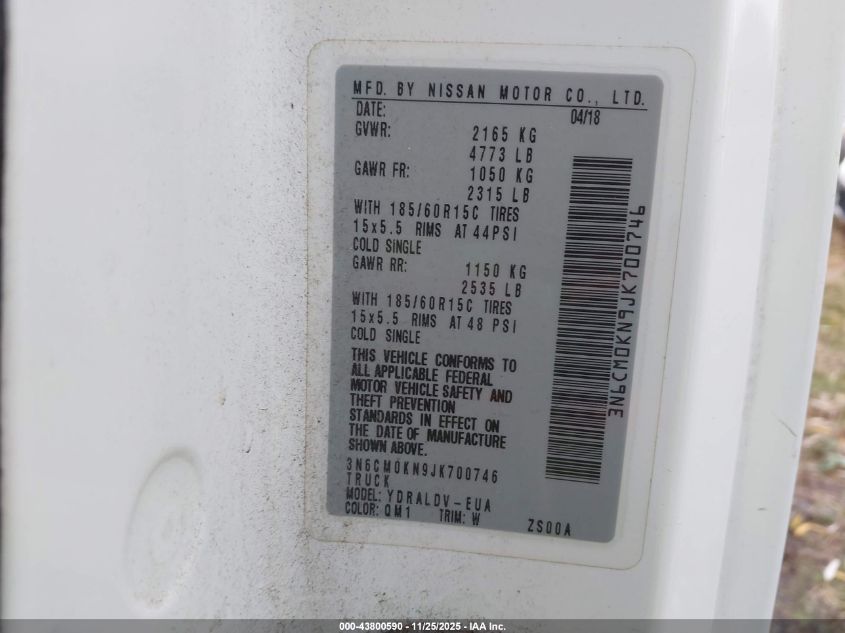 MFD. BY NISSAN MOTOR CO., LTD.
DATE: 04/18
GVWR: 2165 KG
4773 LB
GAWR FR: 1050 KG
2315 LB
WITH 185/60R15C TIRES
15x5.5 RIMS AT 44PSI
COLD SINGLE
GAWR RR: 1150 KG
2535 LB
WITH 185/60R15C TIRES
15x5.5 RIMS AT 48 PSI
COLD SINGLE
THIS VEHICLE CONFORMS TO
ALL APPLICABLE FEDERAL
MOTOR VEHICLE SAFETY AND
THEFT PREVENTION
STANDARDS IN EFFECT ON
THE DATE OF MANUFACTURE
SHOWN ABOVE.
3N6CM0KN9JK700746
TRUCK
MODEL: YDRALDV-EUA
COLOR: QM1 TRIM: W ZS00A
3N6CM0KN9JK700746
000-43800590 - 11/25/2025 - IAA Inc.